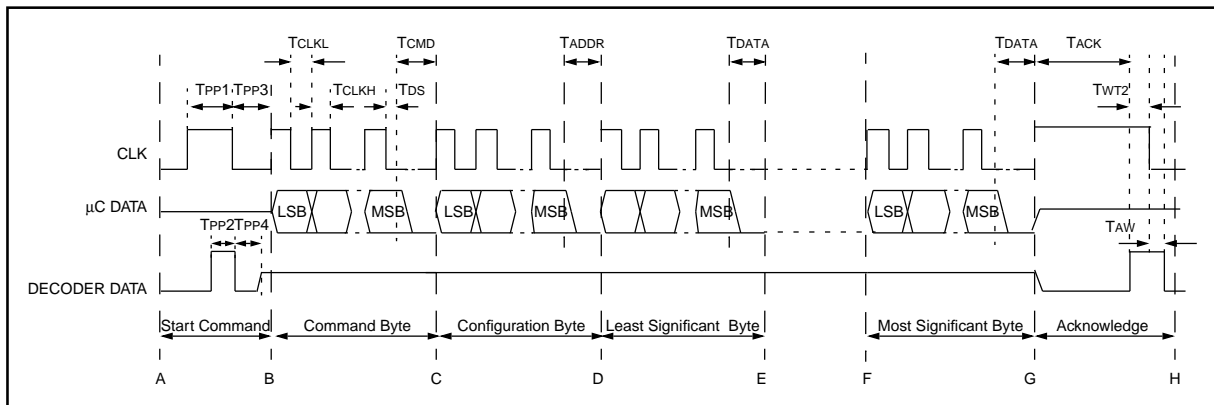 TCLKL TCMD TADDR TDATA TDATA TACK
TPP1 TPP3 TCLKH TDS TWT2
CLK
µC DATA LSB MSB LSB MSB MSB LSB MSB
TPP2 TPP4 TAW
DECODER DATA
Start Command Command Byte Configuration Byte Least Significant Byte Most Significant Byte Acknowledge
A B C D E F G H